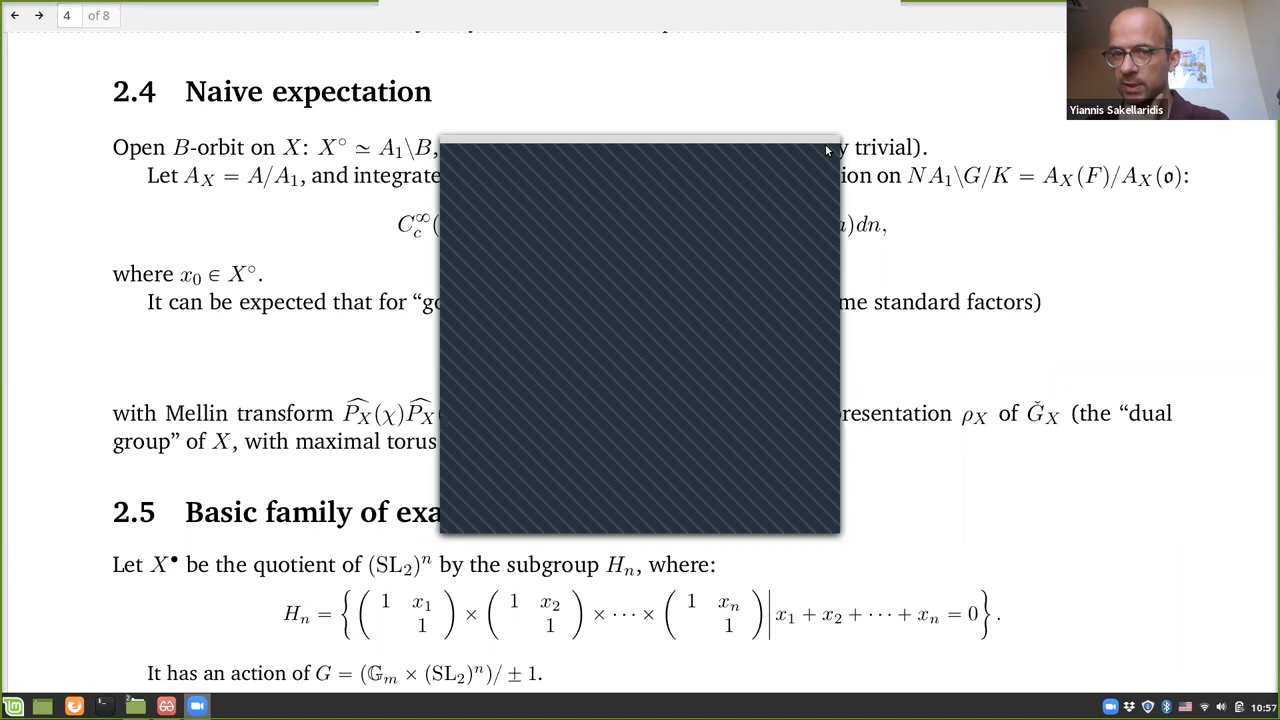 4 of 8
Yiannis Sakellaridis
2.4 Naive expectation
Open B-orbit on X: X° ≃ A₁\B, y trivial).
Let A_X = A/A₁, and integrate ion on NA₁\G/K = A_X(F)/A_X(𝔬):
C_c^∞( )dn,
where x₀ ∈ X°.
It can be expected that for “go me standard factors)
with Mellin transform \widehat{P_X}(χ)\widehat{P_X} presentation ρ_X of Ǧ_X (the “dual
group” of X, with maximal torus
2.5 Basic family of exa
Let X^• be the quotient of (SL₂)ⁿ by the subgroup H_n, where:
H_n = { ( 1 x₁ 1 ) × ( 1 x₂ 1 ) × ··· × ( 1 x_n 1 ) | x₁ + x₂ + ··· + x_n = 0 } .
It has an action of G = (𝔾_m × (SL₂)ⁿ)/ ± 1.
10:57